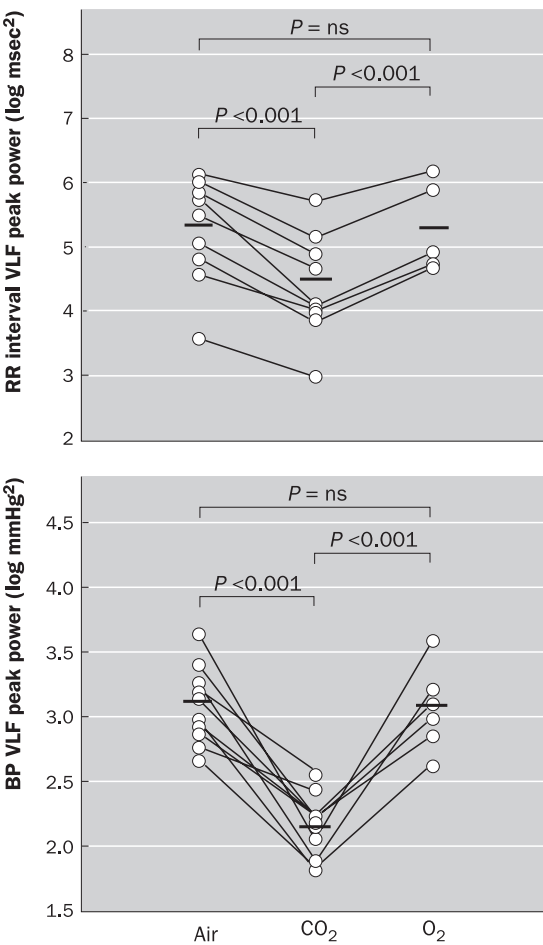 RR interval VLF peak power (log msec²)
P = ns
P <0.001
P <0.001
8
7
6
5
4
3
2
BP VLF peak power (log mmHg²)
P = ns
P <0.001
P <0.001
4.5
4.0
3.5
3.0
2.5
2.0
1.5
Air CO₂ O₂